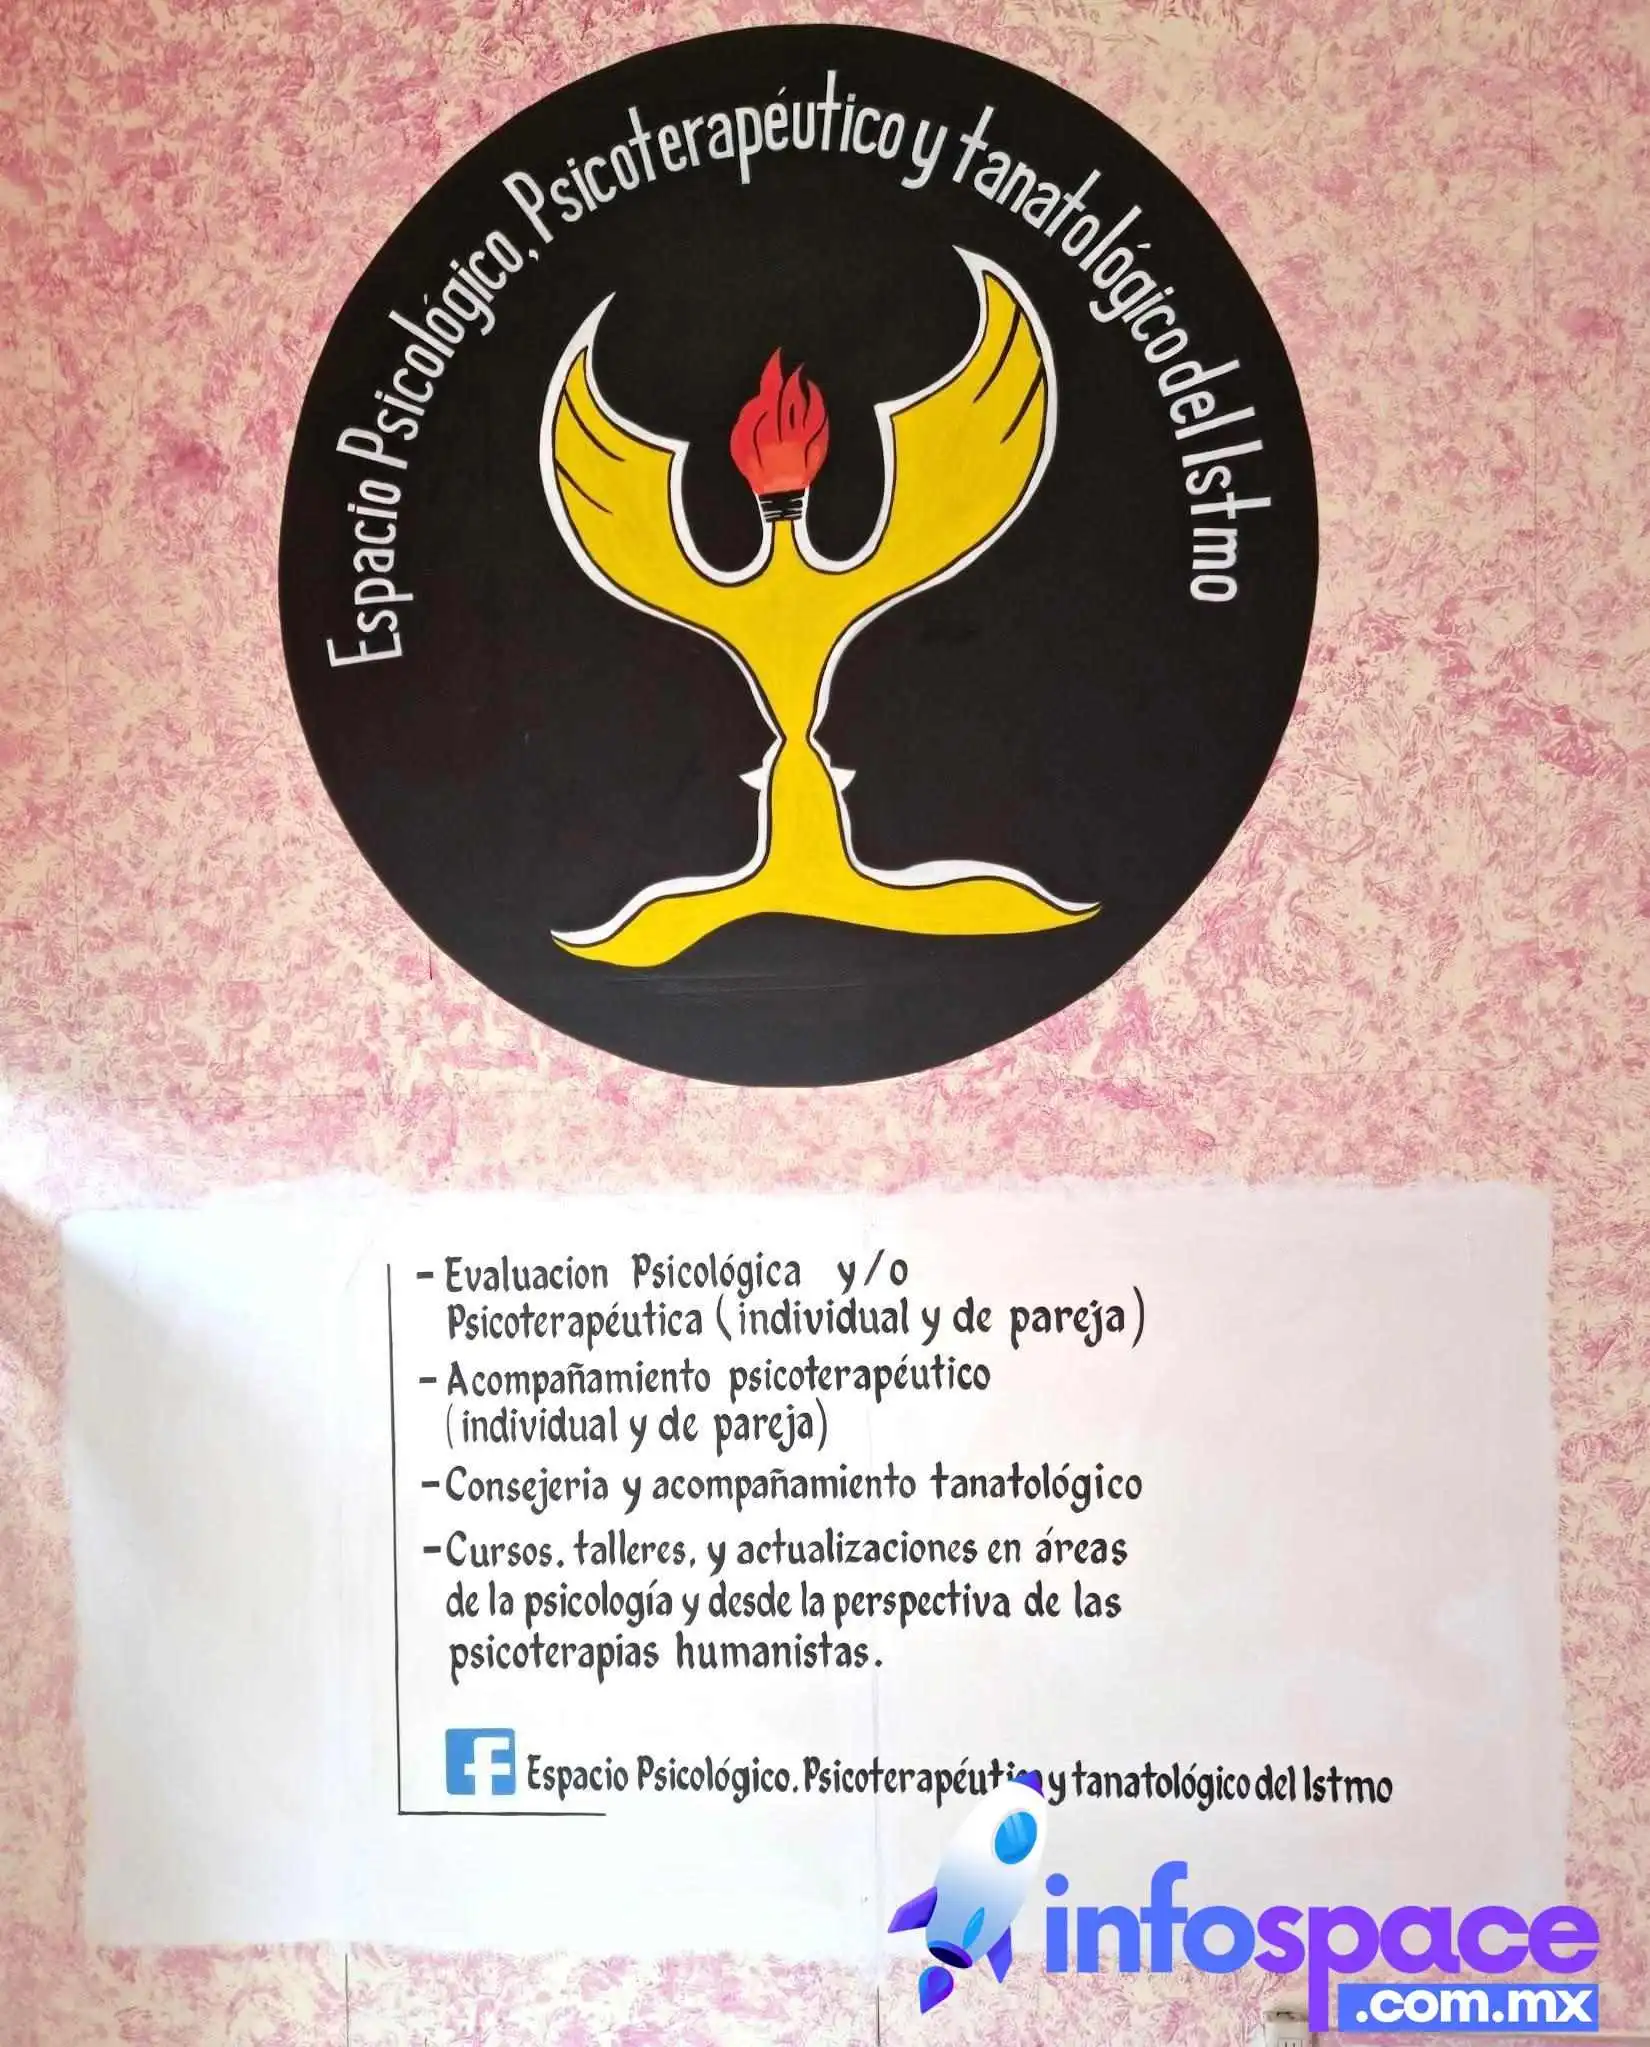 Espacio Psicológico, Psicoterapéutico y tanatológico del Istmo
- Evaluacion Psicológica y/o
Psicoterapéutica (individual y de pareja)
- Acompañamiento psicoterapéutico
(individual y de pareja)
- Consejeria y acompañamiento tanatológico
- Cursos, talleres, y actualizaciones en áreas
de la psicología y desde la perspectiva de las
psicoterapias humanistas.
f Espacio Psicológico, Psicoterapéutico y tanatológico del Istmo
infospace
.com.mx